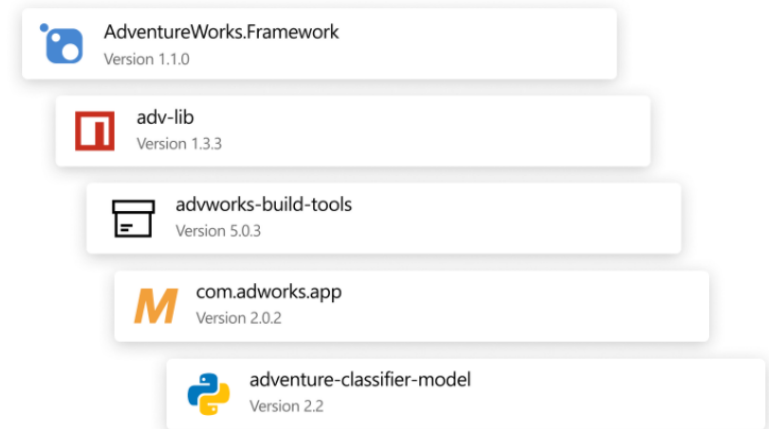 AdventureWorks.Framework
Version 1.1.0
adv-lib
Version 1.3.3
advworks-build-tools
Version 5.0.3
com.adworks.app
Version 2.0.2
adventure-classifier-model
Version 2.2